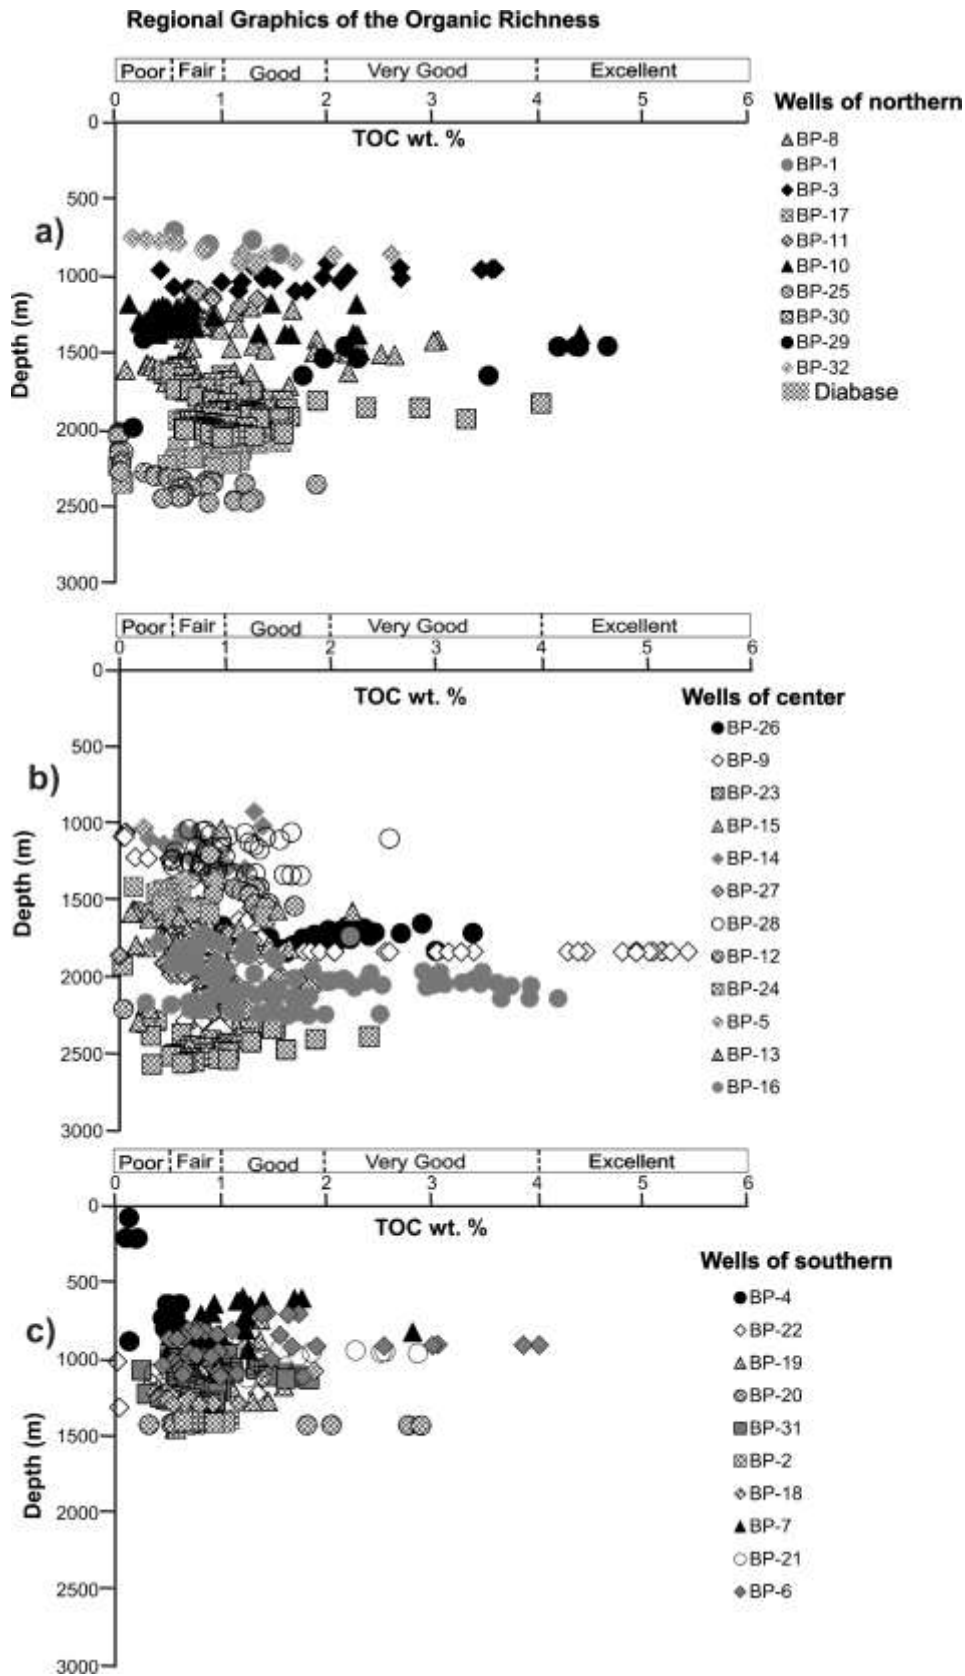 Regional Graphics of the Organic Richness
Poor Fair Good Very Good Excellent
0 1 2 3 4 5 6
TOC wt. %
Wells of northern
a)
Depth (m)
0
500
1000
1500
2000
2500
3000
BP-8
BP-1
BP-3
BP-17
BP-11
BP-10
BP-25
BP-30
BP-29
BP-32
Diabase
Poor Fair Good Very Good Excellent
0 1 2 3 4 5 6
TOC wt. %
Wells of center
b)
Depth (m)
0
500
1000
1500
2000
2500
3000
BP-26
BP-9
BP-23
BP-15
BP-14
BP-27
BP-28
BP-12
BP-24
BP-5
BP-13
BP-16
Poor Fair Good Very Good Excellent
0 1 2 3 4 5 6
TOC wt. %
Wells of southern
c)
Depth (m)
0
500
1000
1500
2000
2500
3000
BP-4
BP-22
BP-19
BP-20
BP-31
BP-2
BP-18
BP-7
BP-21
BP-6